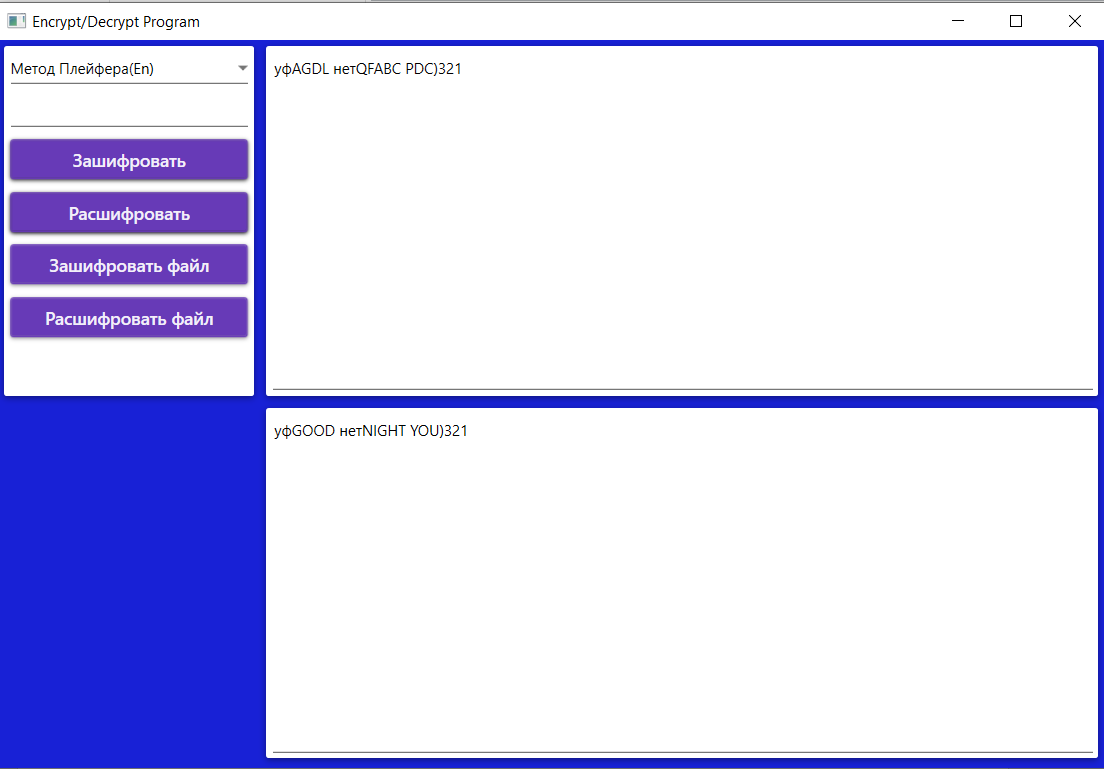 Encrypt/Decrypt Program
Метод Плейфера(En)
Зашифровать
Расшифровать
Зашифровать файл
Расшифровать файл
уфAGDL нетQFABC PDC)321
уфGOOD нетNIGHT YOU)321